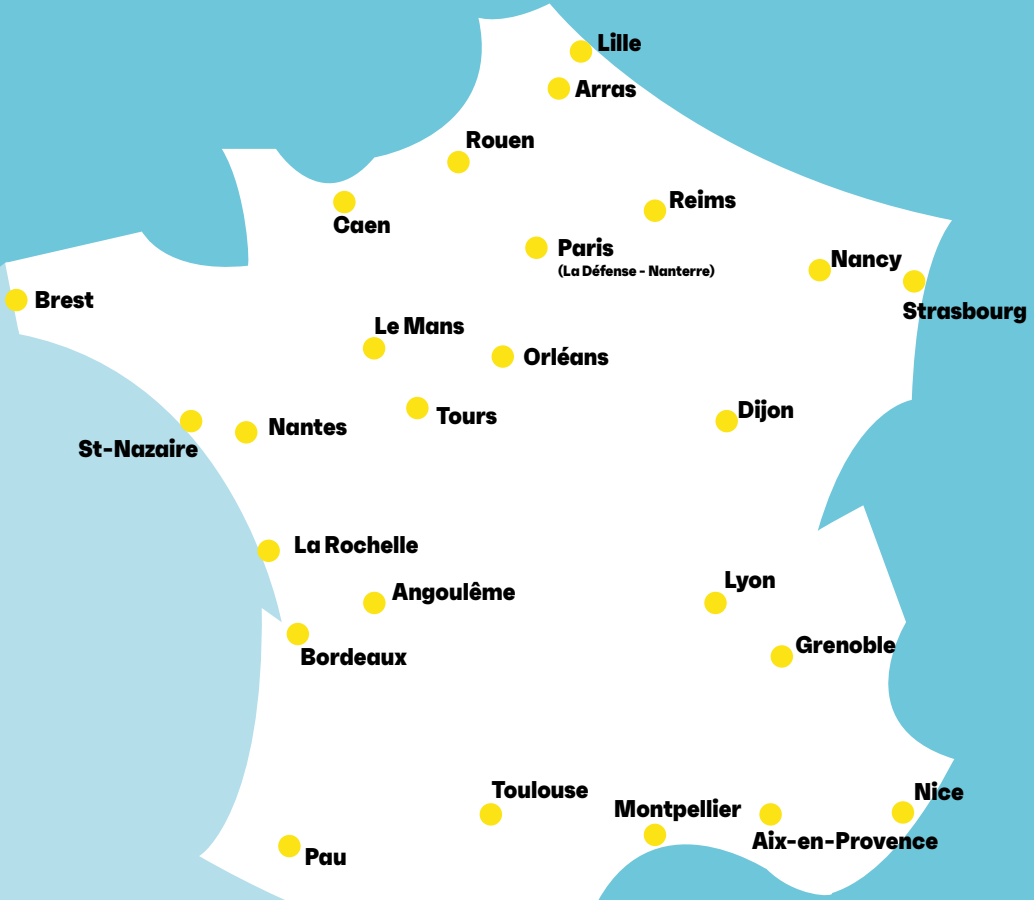 Lille
Arras
Rouen
Reims
Caen
Paris
(La Défense - Nanterre)
Nancy
Brest
Strasbourg
Le Mans
Orléans
Dijon
Tours
Nantes
St-Nazaire
La Rochelle
Lyon
Angoulême
Grenoble
Bordeaux
Toulouse
Nice
Montpellier
Aix-en-Provence
Pau